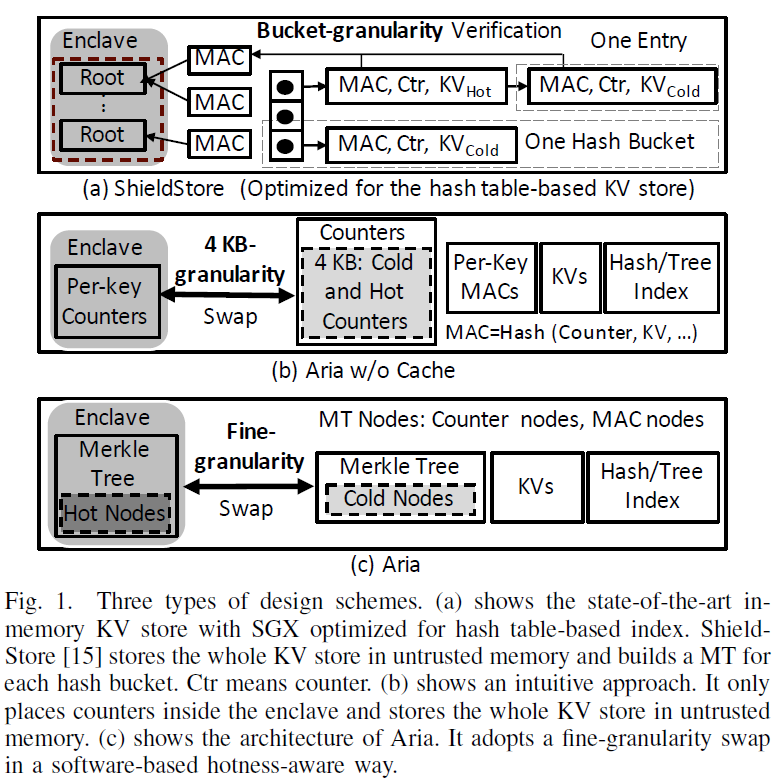 Enclave
Root
⋮
Root
MAC
MAC
MAC
Bucket-granularity Verification
One Entry
MAC, Ctr, KVHot
MAC, Ctr, KVCold
MAC, Ctr, KVCold
One Hash Bucket
(a) ShieldStore (Optimized for the hash table-based KV store)
Enclave
Per-key
Counters
4 KB-
granularity
Swap
Counters
4 KB: Cold
and Hot
Counters
Per-Key
MACs
KVs
Hash/Tree
Index
MAC=Hash (Counter, KV, ...)
(b) Aria w/o Cache
Enclave
Merkle
Tree
Hot Nodes
Fine-
granularity
Swap
MT Nodes: Counter nodes, MAC nodes
Merkle Tree
Cold Nodes
KVs
Hash/Tree
Index
(c) Aria
Fig. 1. Three types of design schemes. (a) shows the state-of-the-art in-
memory KV store with SGX optimized for hash table-based index. Shield-
Store [15] stores the whole KV store in untrusted memory and builds a MT for
each hash bucket. Ctr means counter. (b) shows an intuitive approach. It only
places counters inside the enclave and stores the whole KV store in untrusted
memory. (c) shows the architecture of Aria. It adopts a fine-granularity swap
in a software-based hotness-aware way.